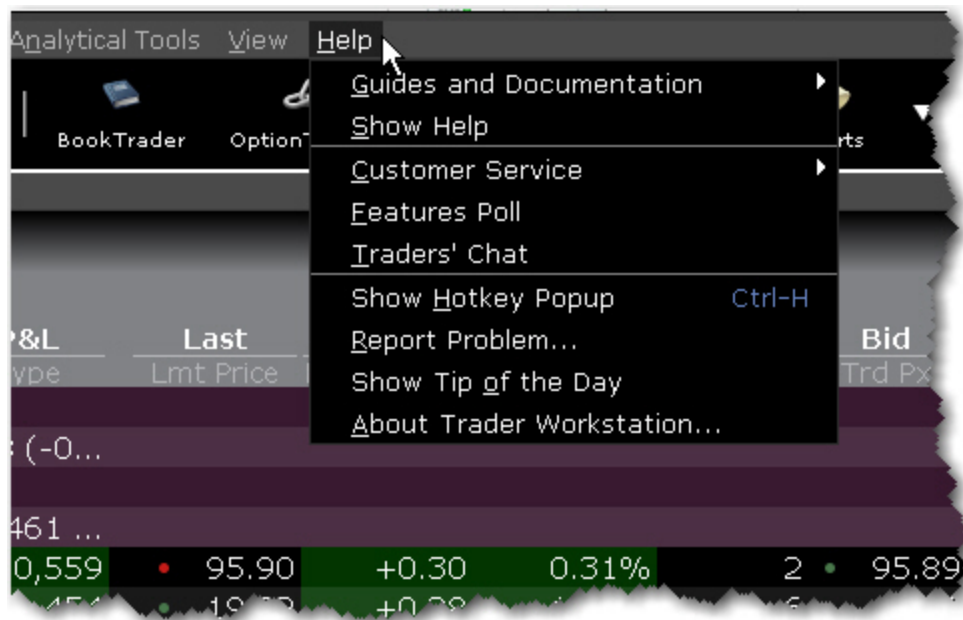 Analytical Tools View Help
Guides and Documentation
BookTrader
Show Help
Customer Service
Features Poll
Traders' Chat
Show Hotkey Popup Ctrl-H
Last Bid
Report Problem...
Lmt Price Trd Px
Show Tip of the Day
About Trader Workstation...
(-0...
461 ...
0,559 95.90 +0.30 0.31% 2 95.89